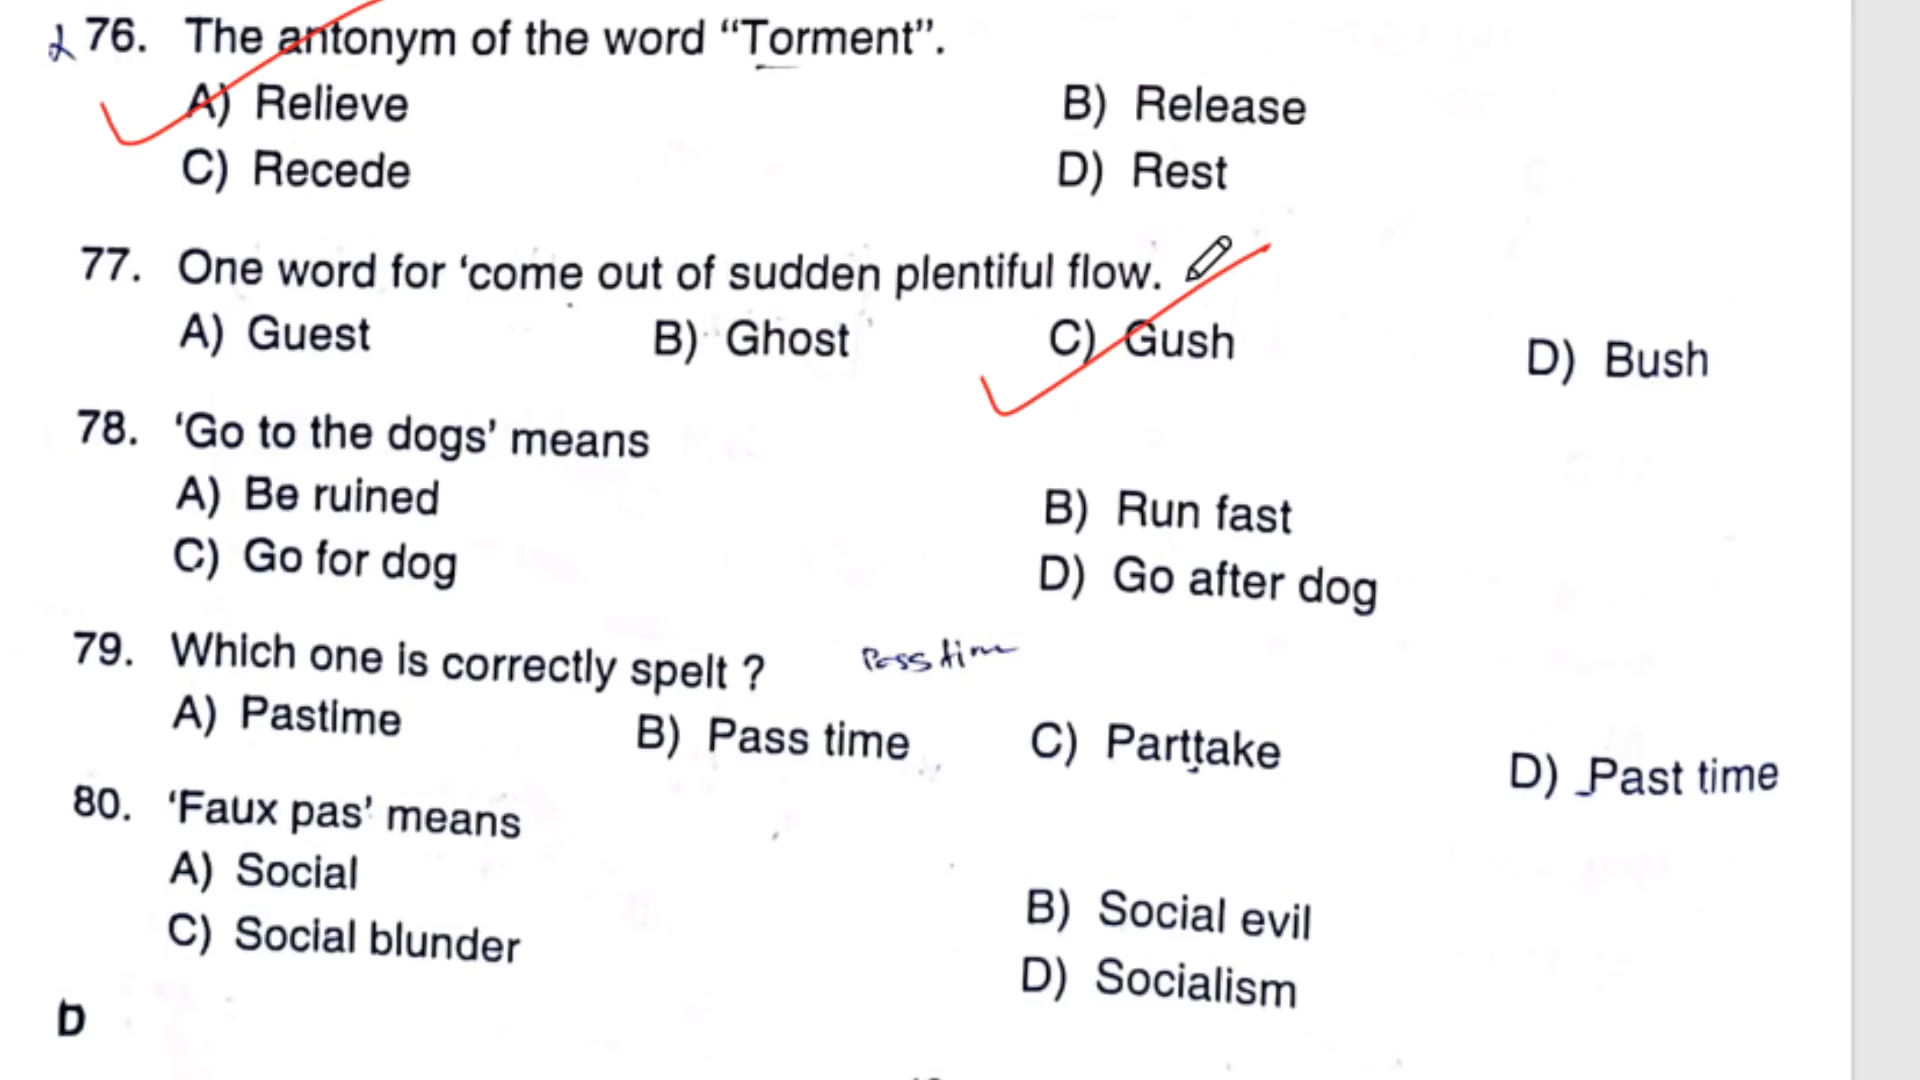 76. The antonym of the word “Torment”.
A) Relieve B) Release
C) Recede D) Rest
77. One word for ‘come out of sudden plentiful flow.
A) Guest B) Ghost C) Gush D) Bush
78. ‘Go to the dogs’ means
A) Be ruined B) Run fast
C) Go for dog D) Go after dog
79. Which one is correctly spelt ? Passtime
A) Pastime B) Pass time C) Parttake D) Past time
80. ‘Faux pas’ means
A) Social B) Social evil
C) Social blunder D) Socialism
b